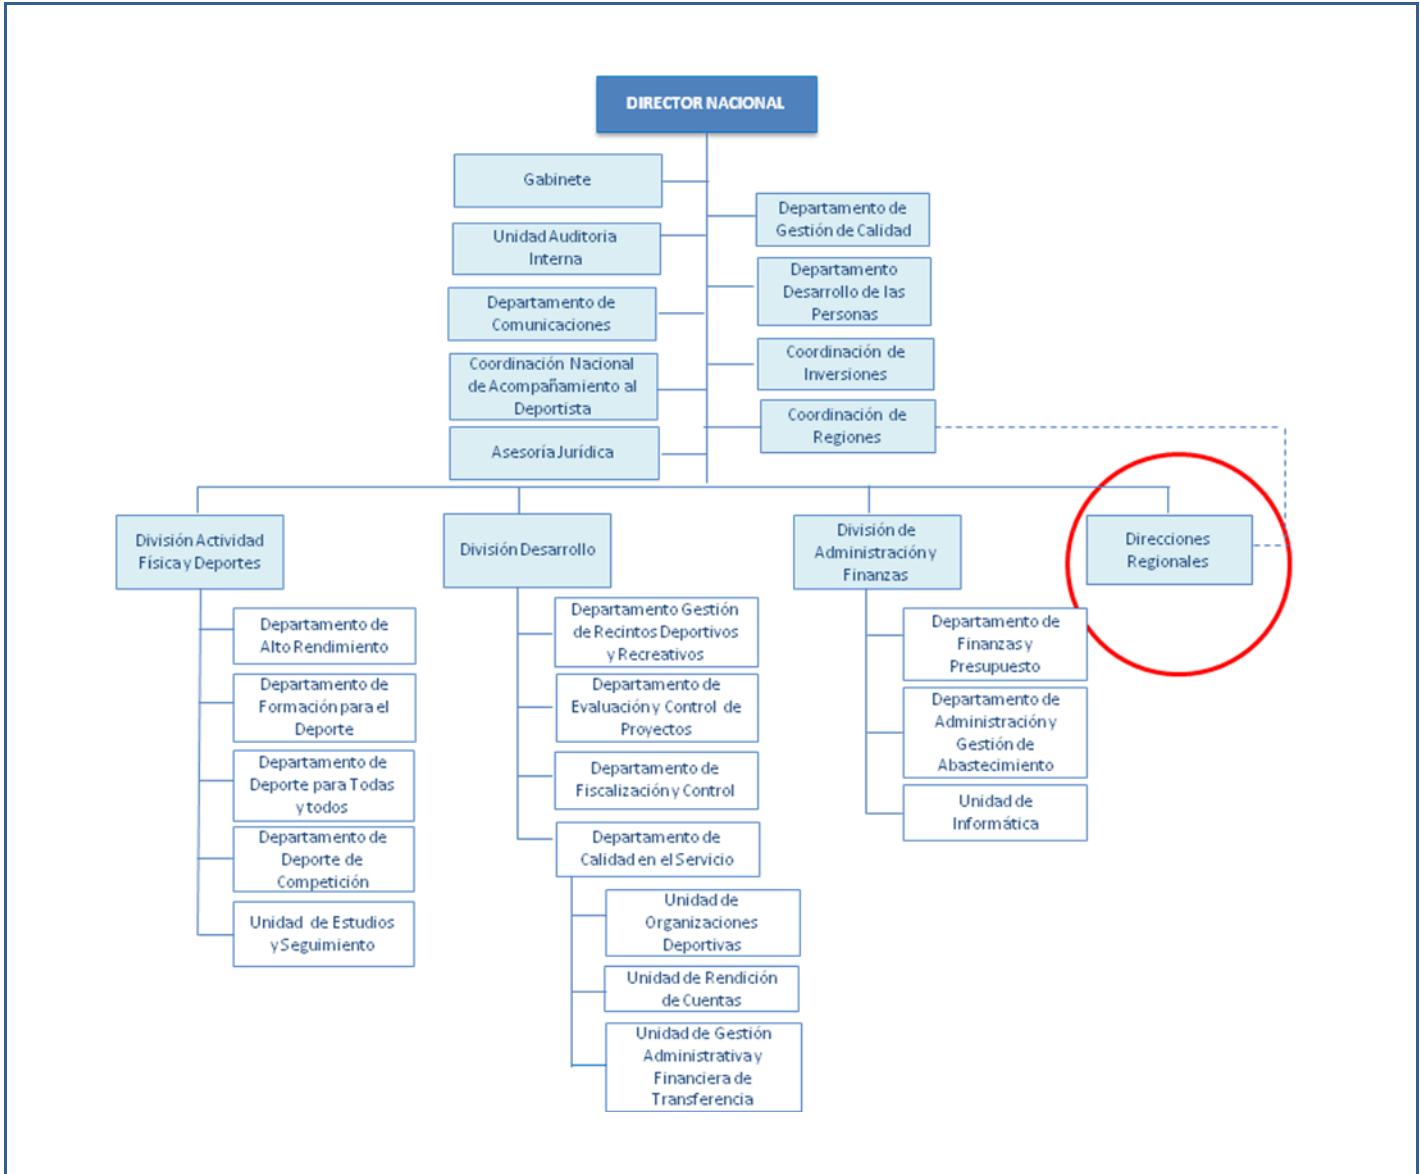 DIRECTOR NACIONAL
Gabinete
Departamento de
Gestión de Calidad
Unidad Auditoria
Interna
Departamento
Desarrollo de las
Personas
Departamento de
Comunicaciones
Coordinación de
Inversiones
Coordinación Nacional
de Acompañamiento al
Deportista
Coordinación de
Regiones
Asesoría Jurídica
División Actividad
Física y Deportes
División Desarrollo
División de
Administración y
Finanzas
Direcciones
Regionales
Departamento de
Alto Rendimiento
Departamento de
Formación para el
Deporte
Departamento de
Deporte para Todas
y todos
Departamento de
Deporte de
Competición
Unidad de Estudios
y Seguimiento
Departamento Gestión
de Recintos Deportivos
y Recreativos
Departamento de
Evaluación y Control de
Proyectos
Departamento de
Fiscalización y Control
Departamento de
Calidad en el Servicio
Unidad de
Organizaciones
Deportivas
Unidad de Rendición
de Cuentas
Unidad de Gestión
Administrativa y
Financiera de
Transferencia
Departamento de
Finanzas y
Presupuesto
Departamento de
Administración y
Gestión de
Abastecimiento
Unidad de
Informática